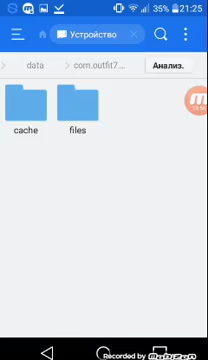 35% 21:25
Устройство
data com.outfit7... Анализ.
cache files
Recorded by